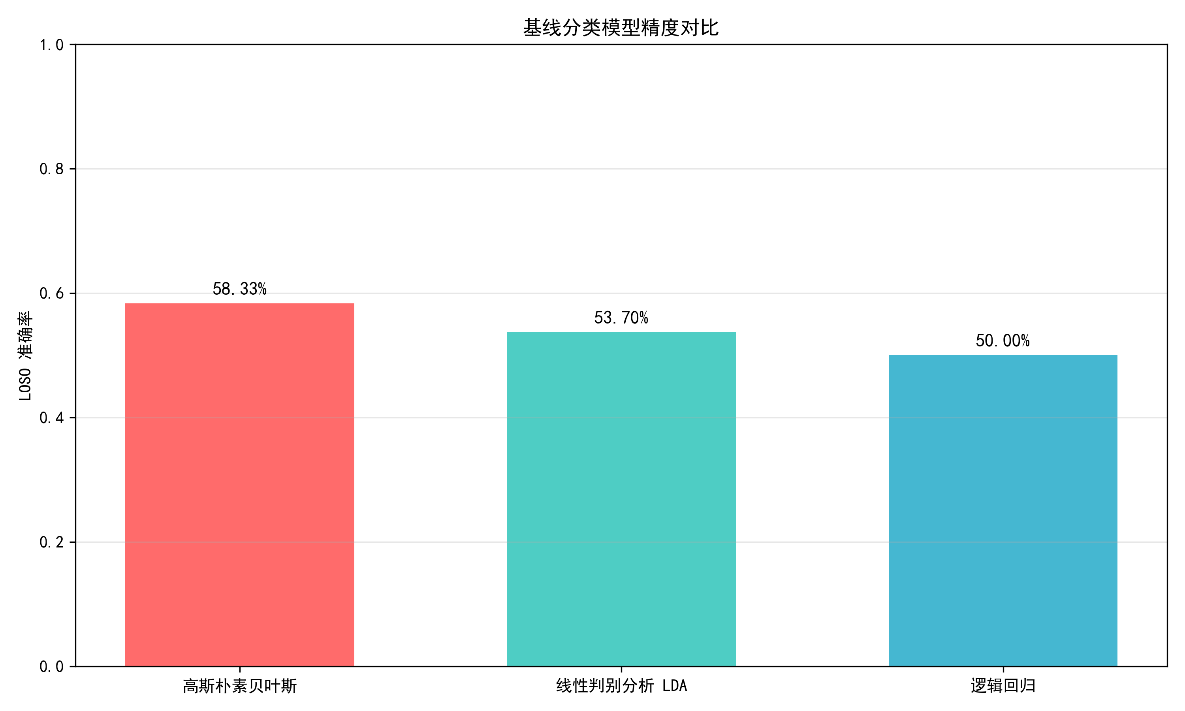 基线分类模型精度对比
LOSO 准确率
1.0
0.8
0.6
0.4
0.2
0.0
58.33%
53.70%
50.00%
高斯朴素贝叶斯
线性判别分析 LDA
逻辑回归